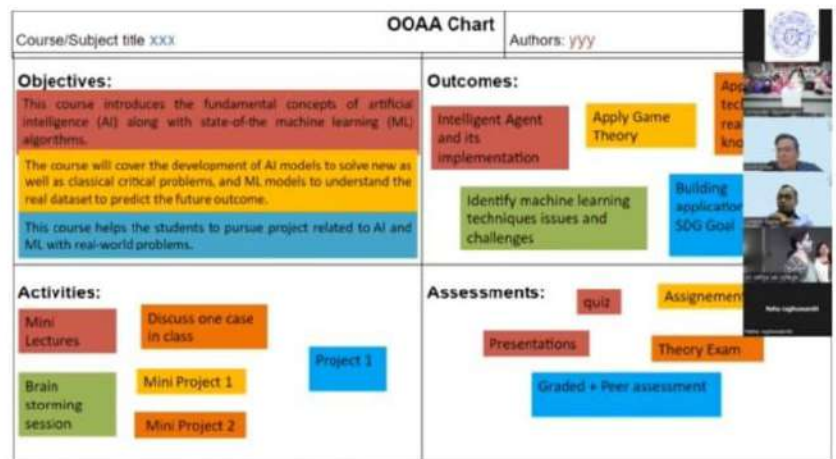 OOAA Chart
Course/Subject title xxx
Authors: yyy
Objectives:
This course introduces the fundamental concepts of artificial
intelligence (AI) along with state-of-the machine learning (ML)
algorithms.
The course will cover the development of AI models to solve new as
well as classical critical problems, and ML models to understand the
real dataset to predict the future outcome.
This course helps the students to pursue project related to AI and
ML with real-world problems.
Outcomes:
Intelligent Agent
and its
implementation
Apply Game
Theory
App
tech
real
kno
Identify machine learning
techniques issues and
challenges
Building
application
SDG Goal
Activities:
Mini
Lectures
Discuss one case
in class
Project 1
Brain
storming
session
Mini Project 1
Mini Project 2
Assessments:
quiz
Assignement
Presentations
Theory Exam
Graded + Peer assessment